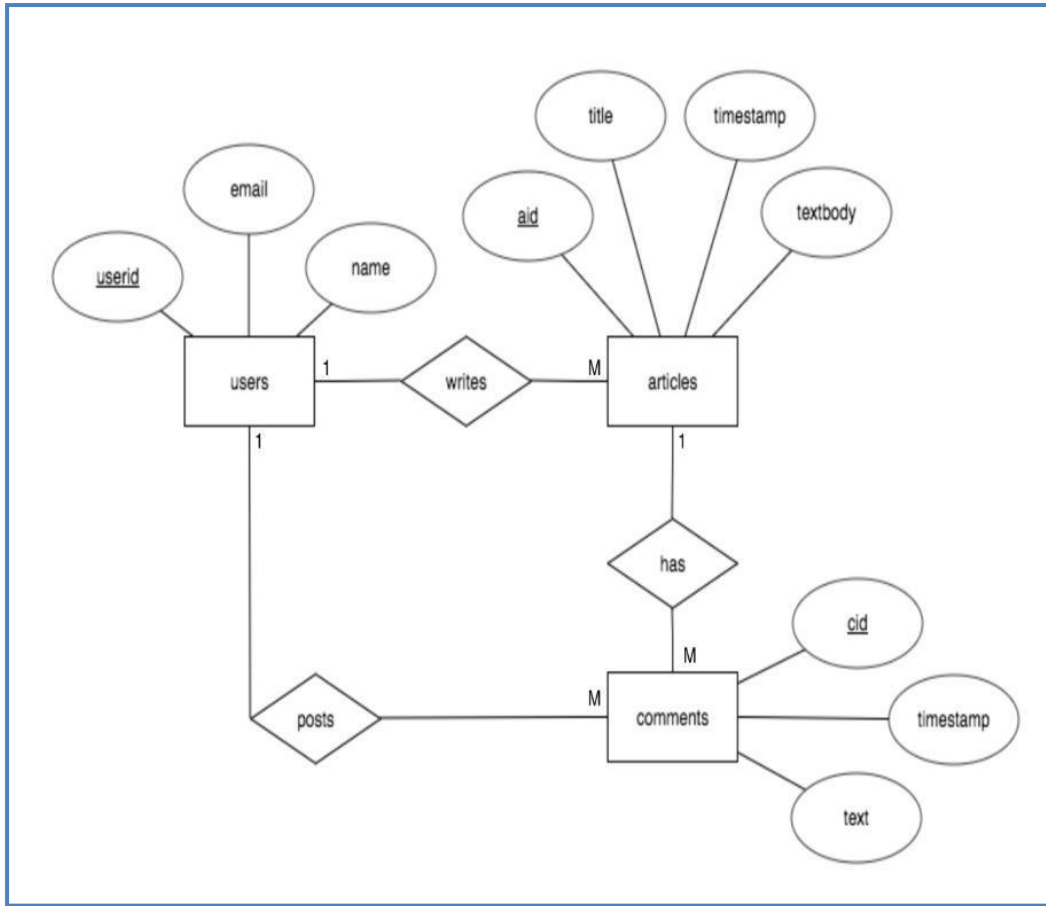 title
timestamp
email
aid
textbody
userid
name
users
1
writes
M
articles
1
1
has
cid
M
M
posts
comments
timestamp
text